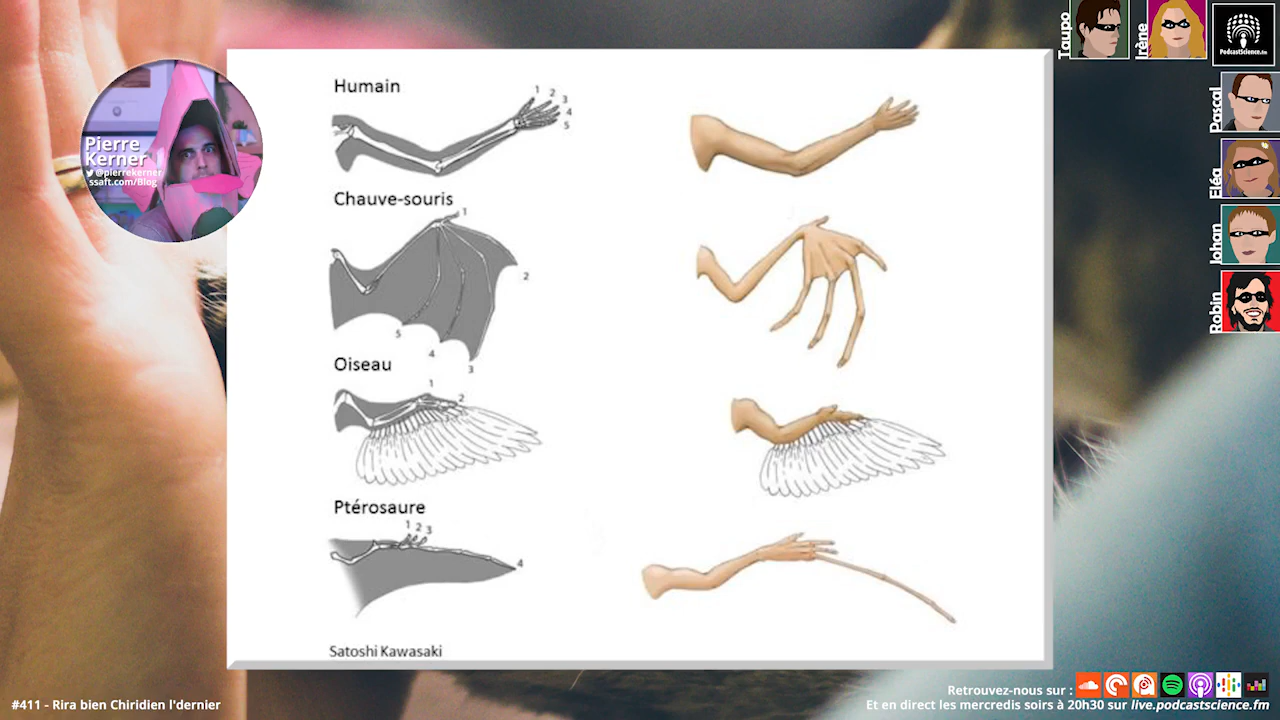 Taupo
Irène
PodcastScience.fm
Pascal
Eléa
Johan
Robin
Pierre
Kerner
@pierrekerner
ssaft.com/Blog
Humain
1
2
3
4
5
Chauve-souris
1
2
5
4
3
Oiseau
1
2
Ptérosaure
1 2 3
4
Satoshi Kawasaki
#411 - Rira bien Chiridien l'dernier
Retrouvez-nous sur :
Et en direct les mercredis soirs à 20h30 sur live.podcastscience.fm